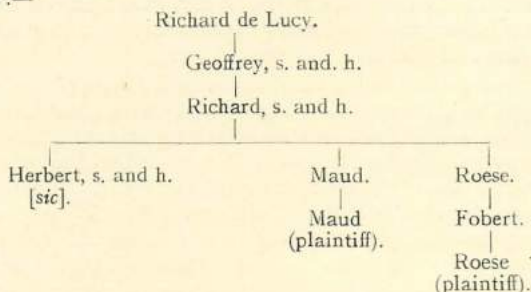 Richard de Lucy.
Geoffrey, s. and. h.
Richard, s. and h.
Herbert, s. and h. Maud. Roese.
[sic]. Maud Fobert.
(plaintiff). Roese
(plaintiff).